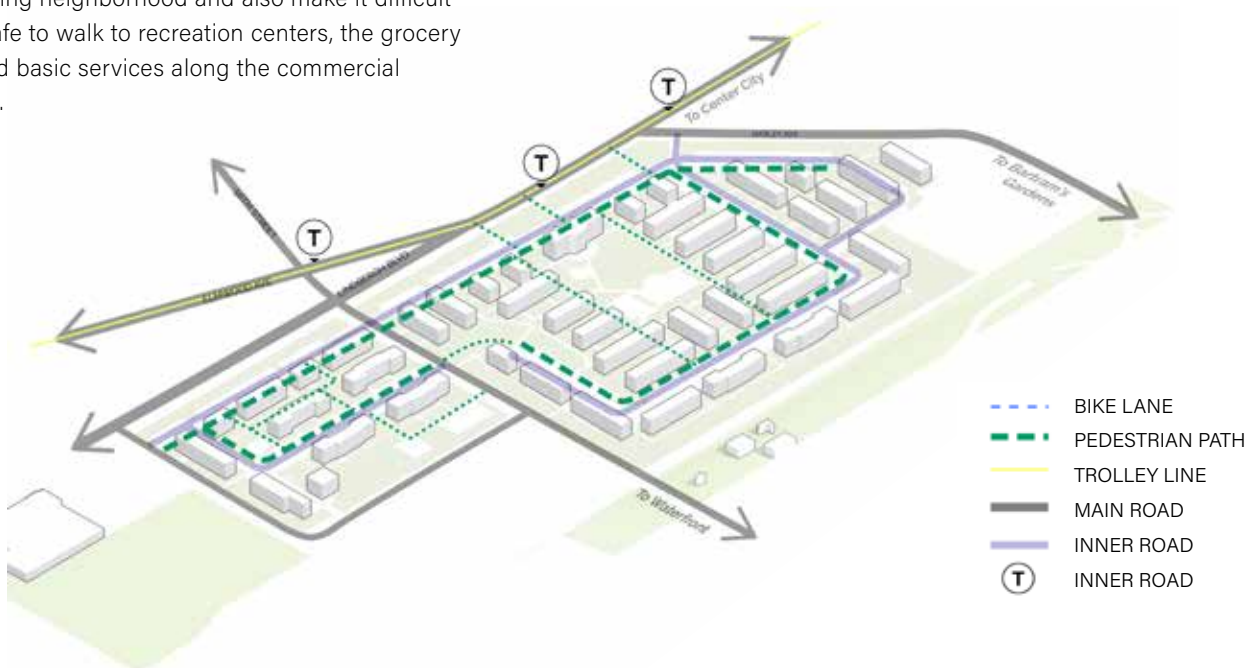 ing neighborhood and also make it difficult
fe to walk to recreation centers, the grocery
d basic services along the commercial
.
T
To Center City
T
To Bartram's
Gardens
T
To Waterfront
BIKE LANE
PEDESTRIAN PATH
TROLLEY LINE
MAIN ROAD
INNER ROAD
T INNER ROAD